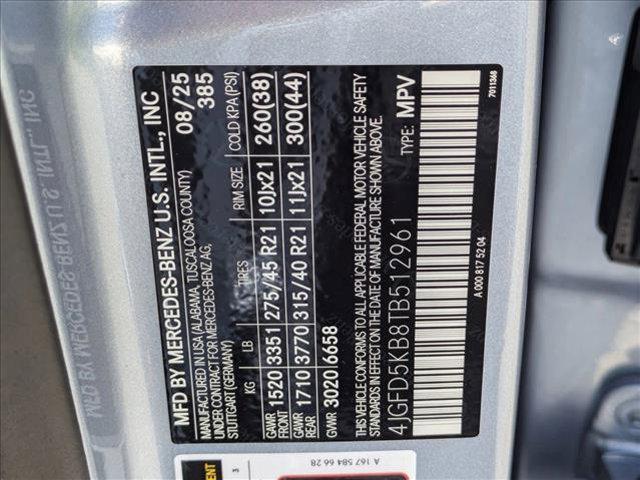 MFD BY MERCEDES-BENZ U.S. INTL., INC
MANUFACTURED IN USA (ALABAMA, TUSCALOOSA COUNTY) 08/25
UNDER CONTRACT FOR MERCEDES-BENZ AG, 385
STUTTGART (GERMANY)
KG LB TIRES RIM SIZE COLD KPA (PSI)
GAWR FRONT 1520 3351 275/45 R21 10Jx21 260(38)
GAWR REAR 1710 3770 315/40 R21 11Jx21 300(44)
GVWR 3020 6658
THIS VEHICLE CONFORMS TO ALL APPLICABLE FEDERAL MOTOR VEHICLE SAFETY
STANDARDS IN EFFECT ON THE DATE OF MANUFACTURE SHOWN ABOVE.
4JGFD5KB8TB512961 TYPE: MPV
A 000 817 52 04 7011368
A 167 584 66 28